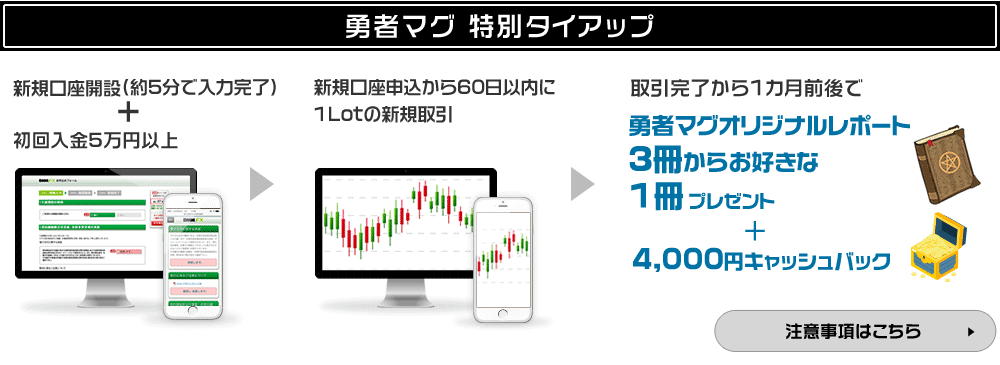 勇者マグ 特別タイアップ
新規口座開設(約5分で入力完了)
+
初回入金5万円以上
新規口座申込から60日以内に
1Lotの新規取引
取引完了から1カ月前後で
勇者マグオリジナルレポート
3冊からお好きな
1冊プレゼント
+
4,000円キャッシュバック
注意事項はこちら